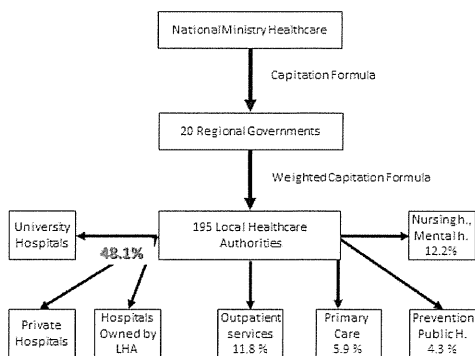 National Ministry Healthcare
Capitation Formula
20 Regional Governments
Weighted Capitation Formula
University
Hospitals
195 Local Healthcare
Authorities
Nursing h.,
Mental h.
12.2%
48.1%
Private
Hospitals
Hospitals
Owned by
LHA
Outpatient
services
11.8 %
Primary
Care
5.9 %
Prevention
Public H.
4.3 %